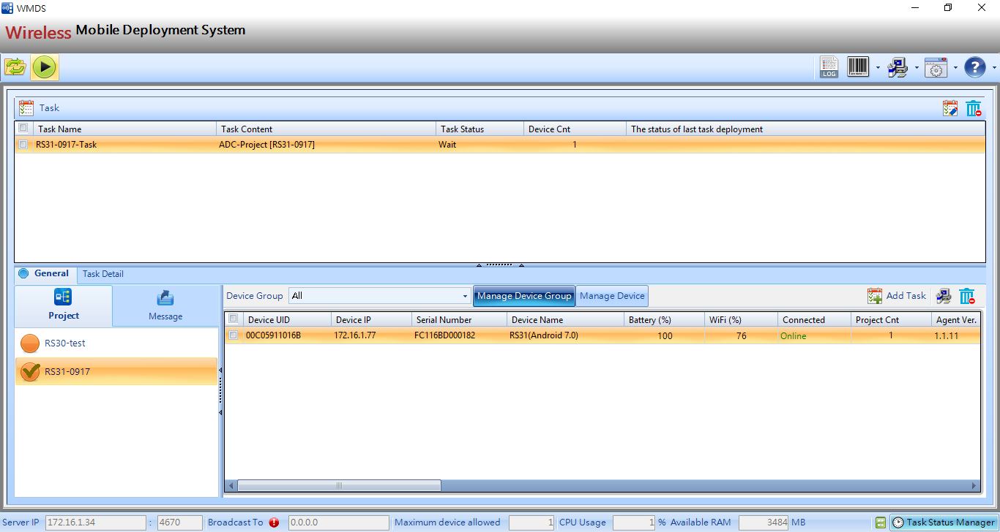 WMDS
Wireless Mobile Deployment System
LOG
?
Task
Task Name Task Content Task Status Device Cnt The status of last task deployment
RS31-0917-Task ADC-Project [RS31-0917] Wait 1
General Task Detail
Project Message
Device Group All Manage Device Group Manage Device Add Task
Device UID Device IP Serial Number Device Name Battery (%) WiFi (%) Connected Project Cnt Agent Ver.
00C05911016B 172.16.1.77 FC116BD000182 RS31(Android 7.0) 100 76 Online 1 1.1.11
RS30-test
RS31-0917
Server IP 172.16.1.34 : 4670 Broadcast To 0.0.0.0 Maximum device allowed 1 CPU Usage 1 % Available RAM 3484 MB Task Status Manager